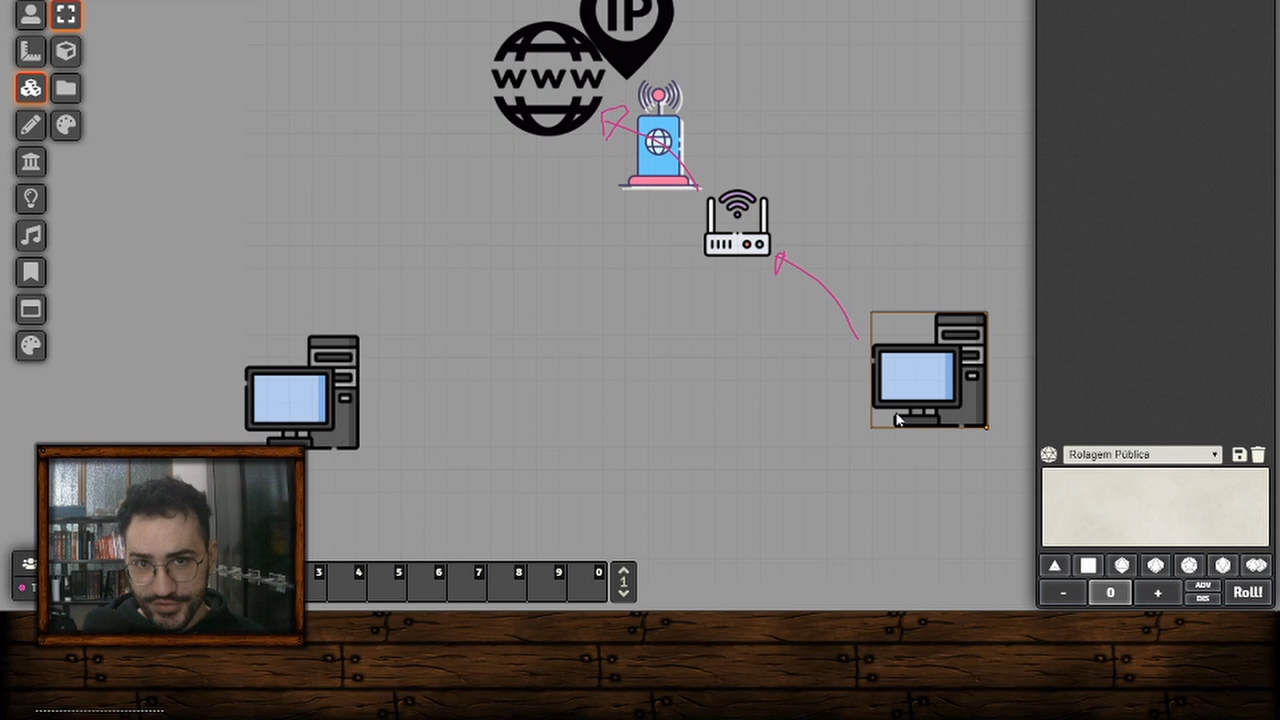 IP
WWW
Rolagem Pública
3 4 5 6 7 8 9 0
1
- 0 + ADV DIS Roll!